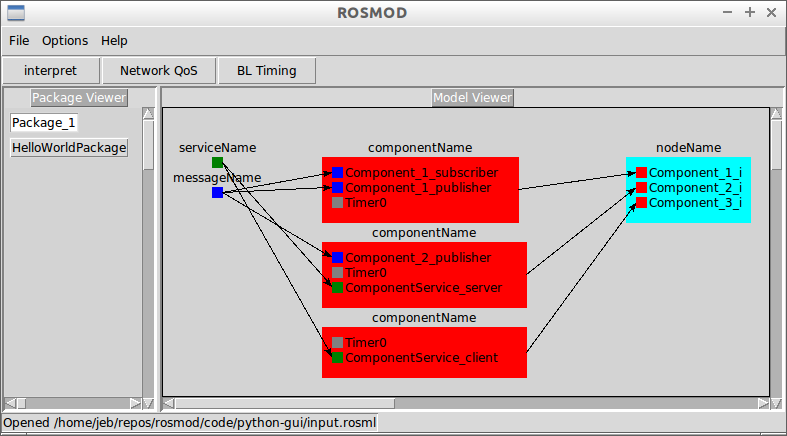 ROSMOD
File Options Help
interpret Network QoS BL Timing
Package Viewer
Package_1
HelloWorldPackage
Model Viewer
serviceName
messageName
componentName
Component_1_subscriber
Component_1_publisher
Timer0
componentName
Component_2_publisher
Timer0
ComponentService_server
componentName
Timer0
ComponentService_client
nodeName
Component_1_i
Component_2_i
Component_3_i
Opened /home/jeb/repos/rosmod/code/python-gui/input.rosml